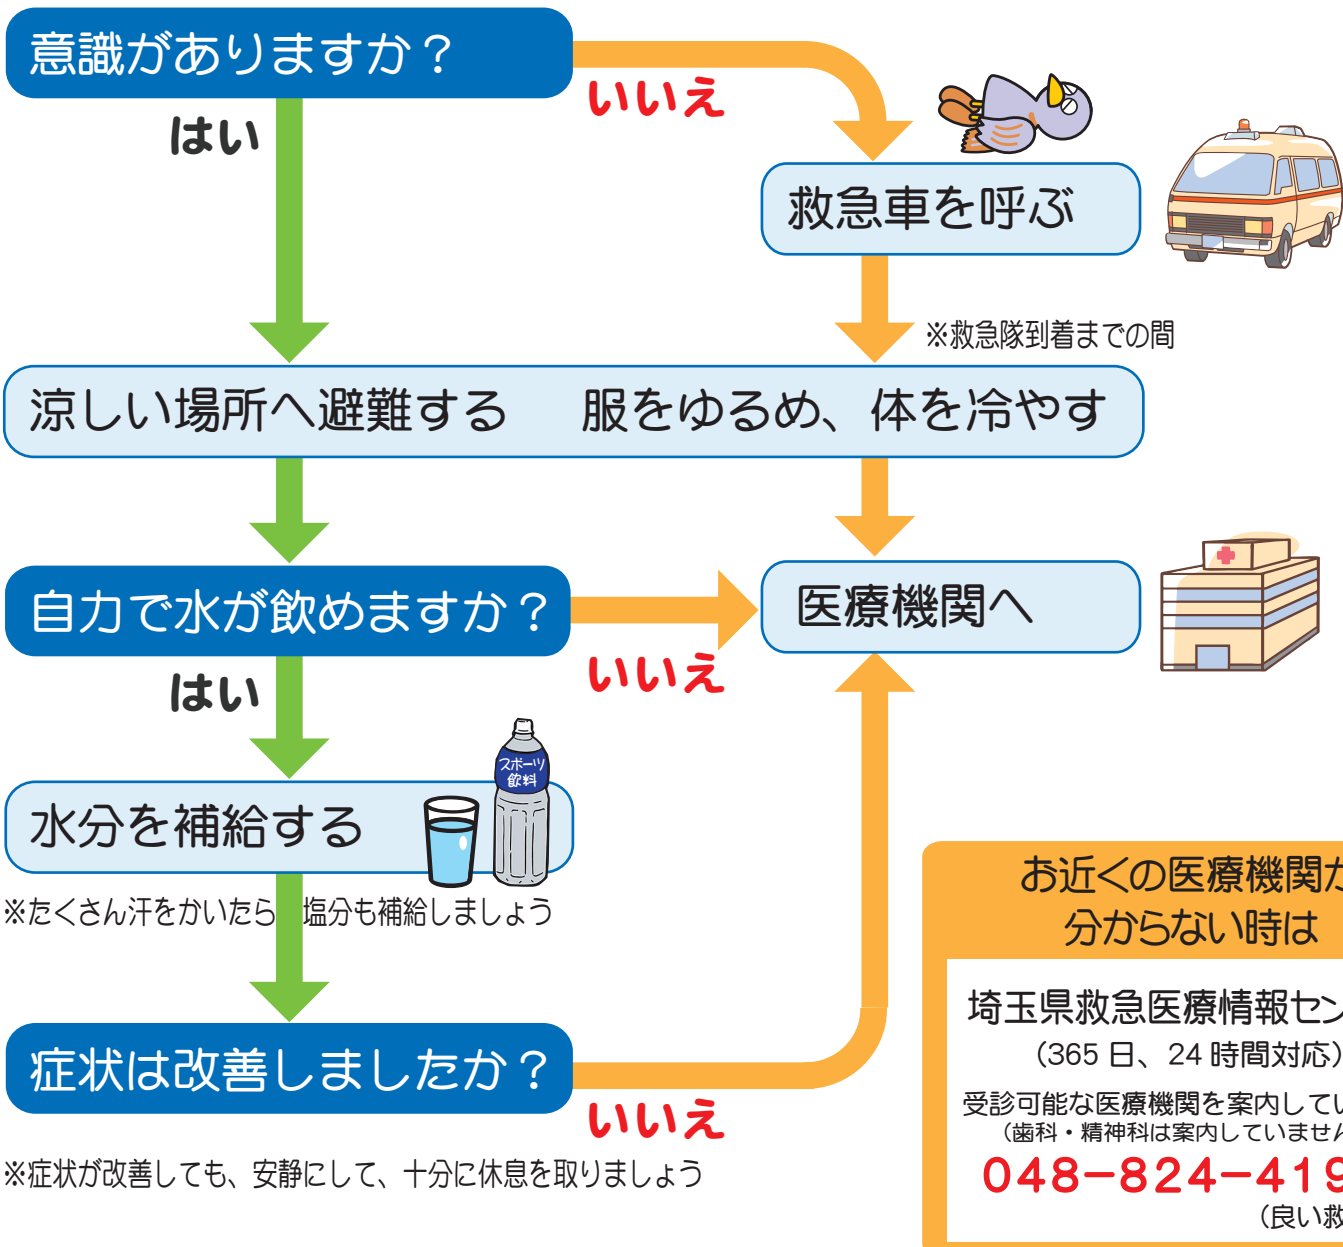 意識がありますか？
いいえ
はい
救急車を呼ぶ
※救急隊到着までの間
涼しい場所へ避難する　服をゆるめ、体を冷やす
自力で水が飲めますか？
いいえ
医療機関へ
はい
スポーツ
飲料
水分を補給する
※たくさん汗をかいたら　塩分も補給しましょう
症状は改善しましたか？
いいえ
※症状が改善しても、安静にして、十分に休息を取りましょう
お近くの医療機関が
分からない時は
埼玉県救急医療情報セン
（365 日、24 時間対応）
受診可能な医療機関を案内してい
（歯科・精神科は案内していません
048−824−419
（良い救